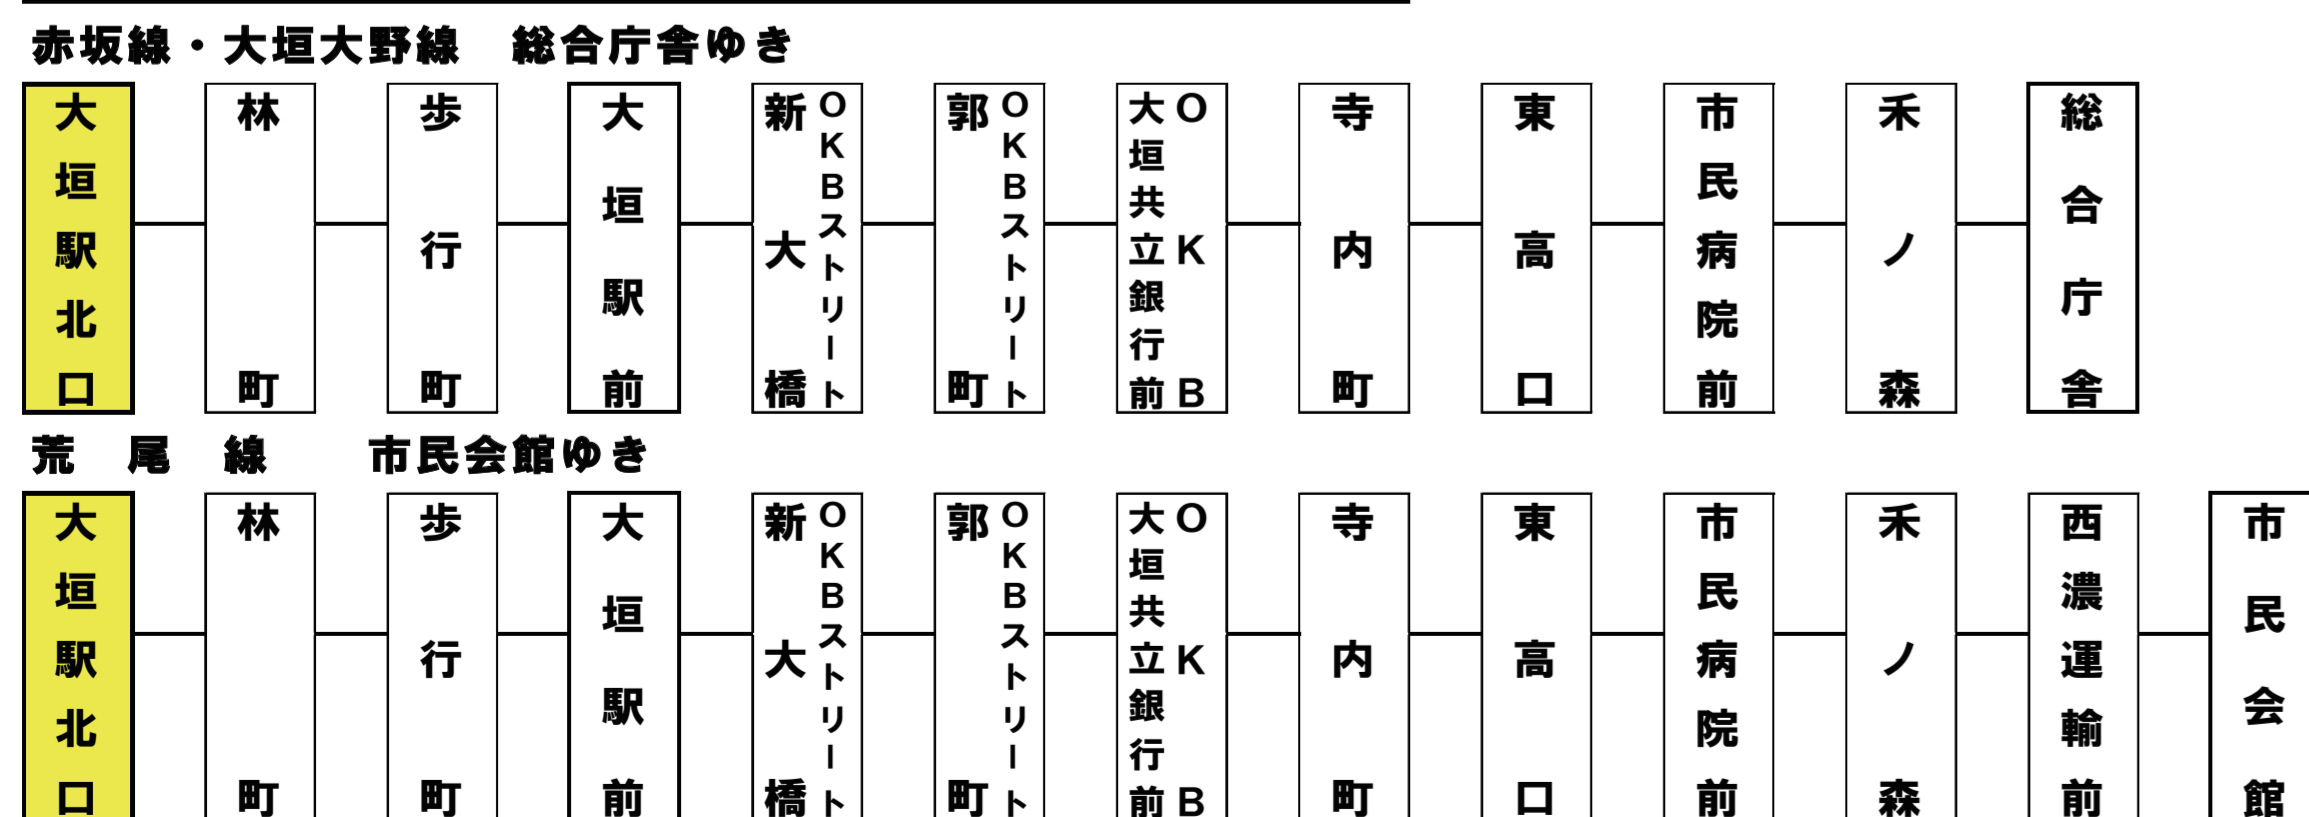 赤坂線・大垣大野線　総合庁舎ゆき
大垣駅北口
林町
歩行町
大垣駅前
OKBストリート
新大橋
OKBストリート
郭町
OKB
大垣共立銀行前
寺内町
東高口
市民病院前
禾ノ森
総合庁舎
荒　尾　線　　市民会館ゆき
大垣駅北口
林町
歩行町
大垣駅前
OKBストリート
新大橋
OKBストリート
郭町
OKB
大垣共立銀行前
寺内町
東高口
市民病院前
禾ノ森
西濃運輸前
市民会館